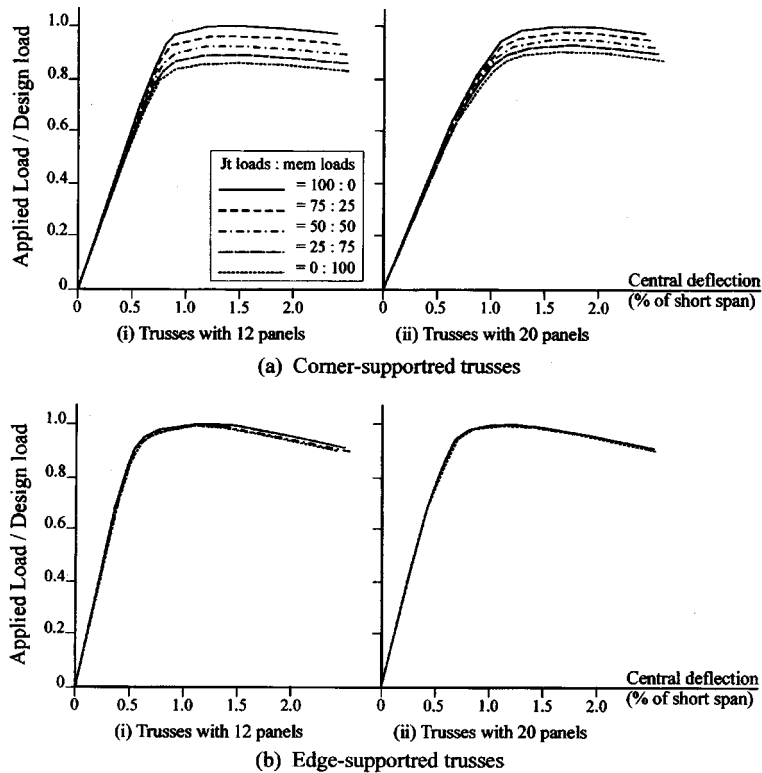 Applied Load / Design load
1.0
0.8
0.6
0.4
0.2
0
Jt loads : mem loads
= 100 : 0
= 75 : 25
= 50 : 50
= 25 : 75
= 0 : 100
0 0.5 1.0 1.5 2.0
(i) Trusses with 12 panels
0 0.5 1.0 1.5 2.0
Central deflection
(% of short span)
(ii) Trusses with 20 panels
(a) Corner-supportred trusses
Applied Load / Design load
1.0
0.8
0.6
0.4
0.2
0
0 0.5 1.0 1.5 2.0
(i) Trusses with 12 panels
0 0.5 1.0 1.5 2.0
Central deflection
(% of short span)
(ii) Trusses with 20 panels
(b) Edge-supportred trusses